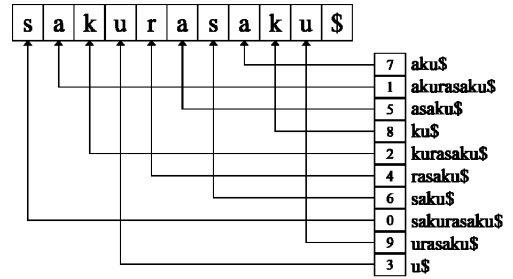 s a k u r a s a k u $
7 aku$
1 akurasaku$
5 asaku$
8 ku$
2 kurasaku$
4 rasaku$
6 saku$
0 sakurasaku$
9 urasaku$
3 u$